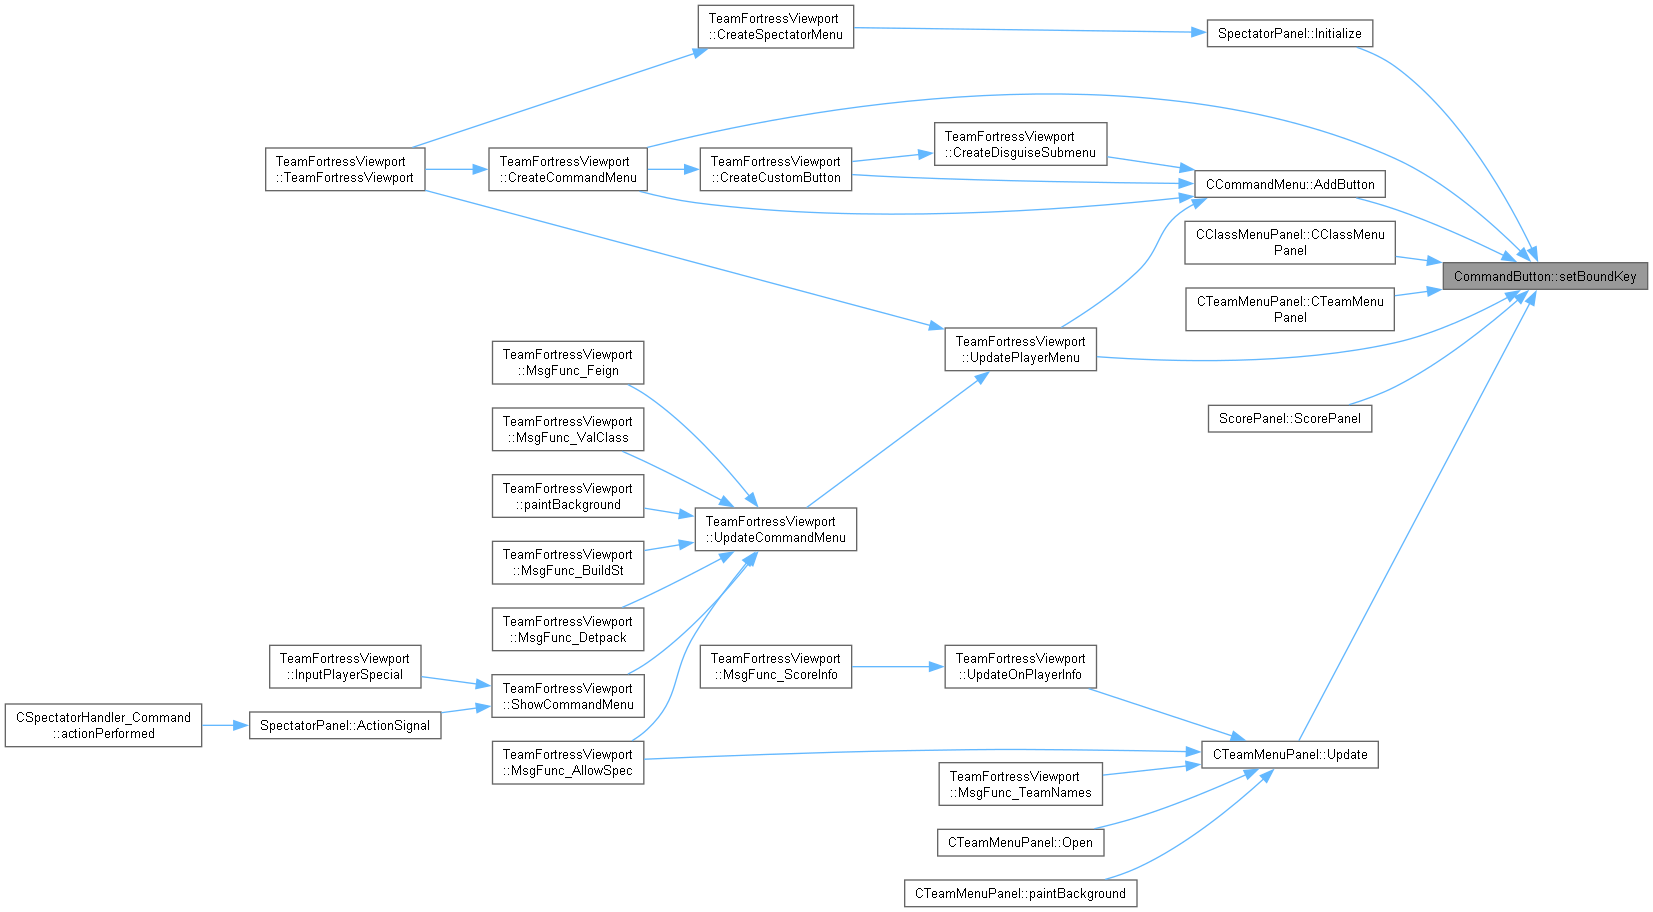 TeamFortressViewport
::CreateSpectatorMenu
SpectatorPanel::Initialize
TeamFortressViewport
::CreateDisguiseSubmenu
TeamFortressViewport
::TeamFortressViewport
TeamFortressViewport
::CreateCommandMenu
TeamFortressViewport
::CreateCustomButton
CCommandMenu::AddButton
CClassMenuPanel::CClassMenu
Panel
CommandButton::setBoundKey
CTeamMenuPanel::CTeamMenu
Panel
TeamFortressViewport
::UpdatePlayerMenu
TeamFortressViewport
::MsgFunc_Feign
ScorePanel::ScorePanel
TeamFortressViewport
::MsgFunc_ValClass
TeamFortressViewport
::paintBackground
TeamFortressViewport
::UpdateCommandMenu
TeamFortressViewport
::MsgFunc_BuildSt
TeamFortressViewport
::MsgFunc_Detpack
TeamFortressViewport
::InputPlayerSpecial
TeamFortressViewport
::MsgFunc_ScoreInfo
TeamFortressViewport
::UpdateOnPlayerInfo
TeamFortressViewport
::ShowCommandMenu
CSpectatorHandler_Command
::actionPerformed
SpectatorPanel::ActionSignal
TeamFortressViewport
::MsgFunc_AllowSpec
CTeamMenuPanel::Update
TeamFortressViewport
::MsgFunc_TeamNames
CTeamMenuPanel::Open
CTeamMenuPanel::paintBackground